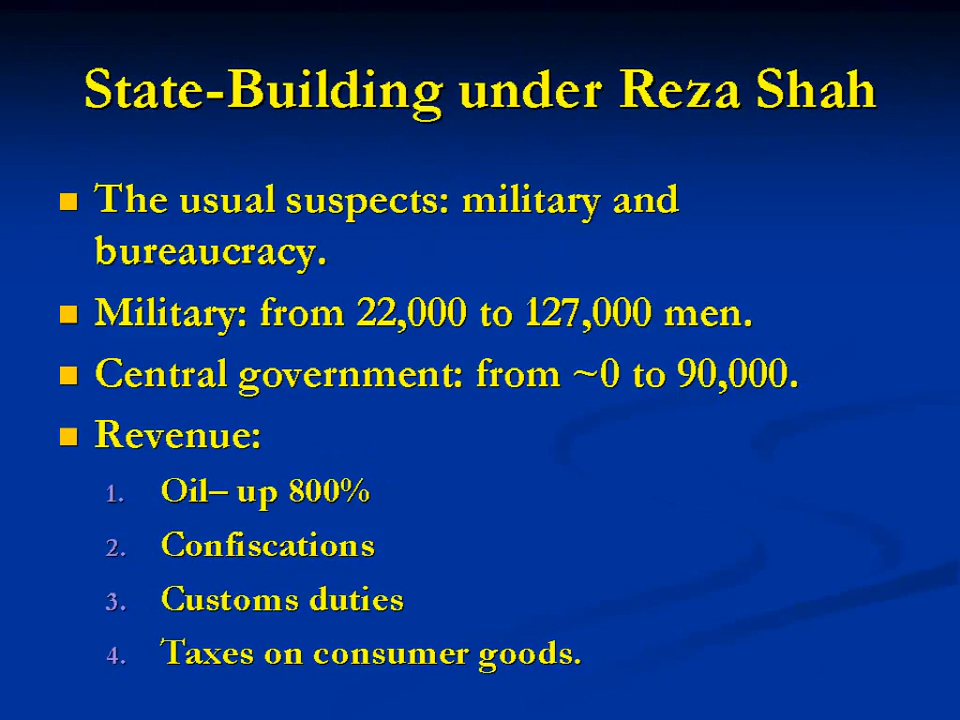 State-Building under Reza Shah
The usual suspects: military and
bureaucracy.
Military: from 22,000 to 127,000 men.
Central government: from ~0 to 90,000.
Revenue:
1. Oil– up 800%
2. Confiscations
3. Customs duties
4. Taxes on consumer goods.